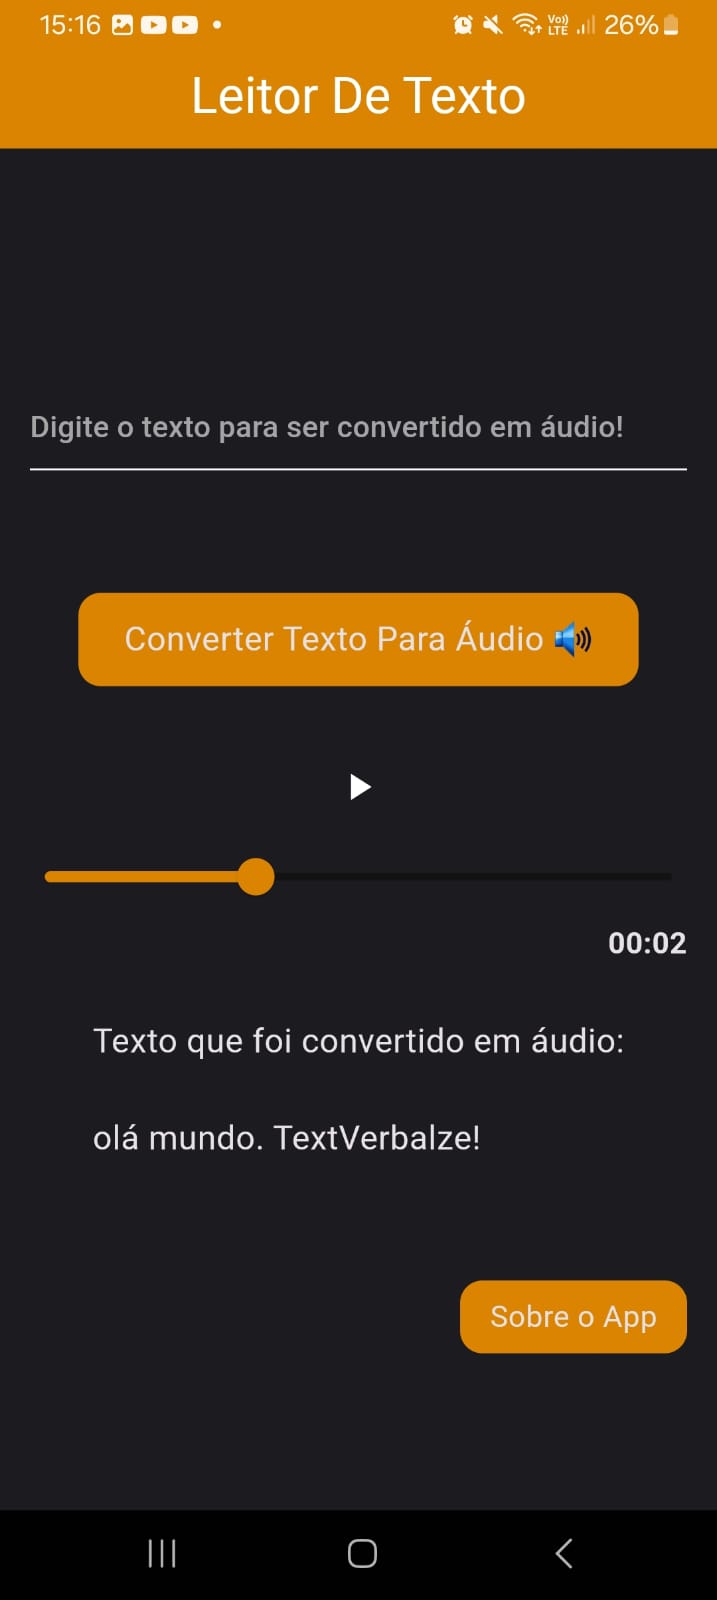 15:16 Vo)) LTE 26%
Leitor De Texto
Digite o texto para ser convertido em áudio!
Converter Texto Para Áudio 🔊
00:02
Texto que foi convertido em áudio:
olá mundo. TextVerbalze!
Sobre o App